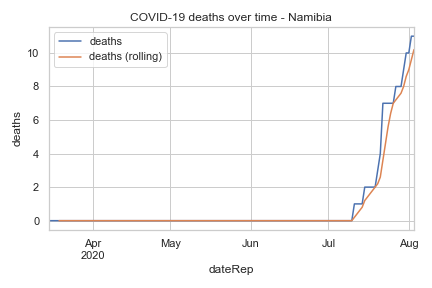 COVID-19 deaths over time - Namibia
deaths
deaths (rolling)
10
8
6
4
2
0
deaths
Apr
2020
May
Jun
Jul
Aug
dateRep